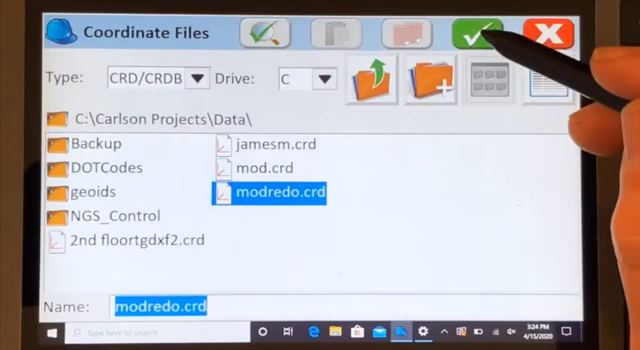 Coordinate Files
Type: CRD/CRDB Drive: C
C:\Carlson Projects\Data\
Backup
DOTCodes
geoids
NGS_Control
2nd floortgdxf2.crd
jamesm.crd
mod.crd
modredo.crd
Name: modredo.crd
Type here to search
3:24 PM
4/15/2020